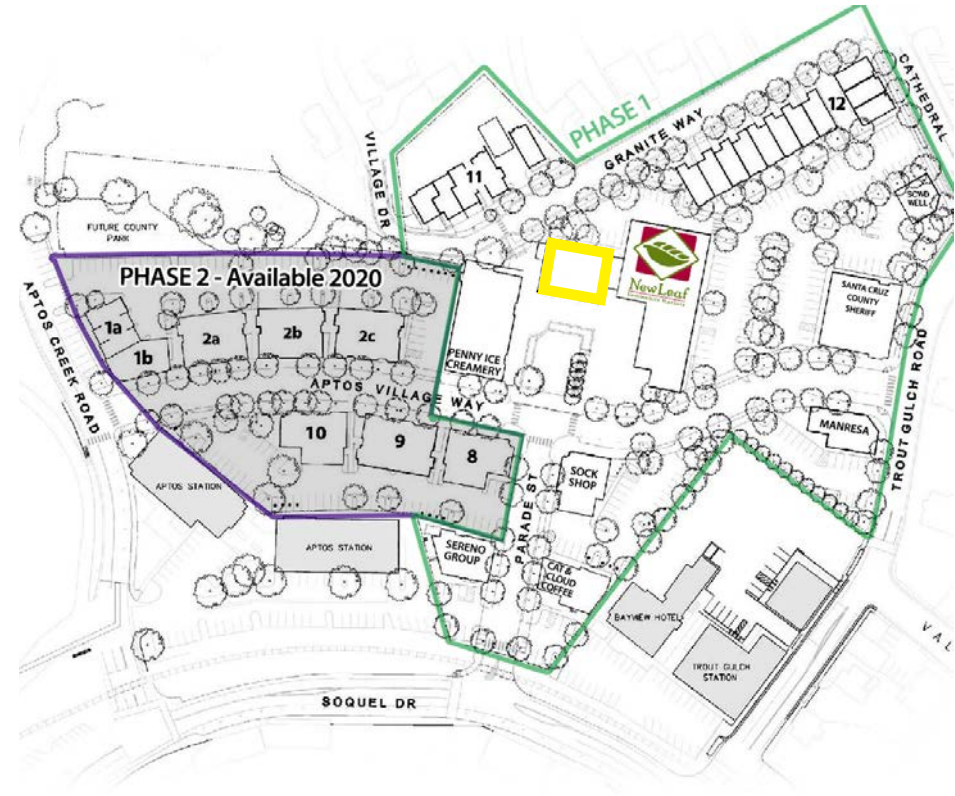 PHASE 1
CATHEDRAL
GRANITE WAY
12
VILLAGE DR
11
SCWD
WELL
FUTURE COUNTY
PARK
NewLeaf
PHASE 2 - Available 2020
SANTA CRUZ
COUNTY
SHERIFF
1a
1b
2a
2b
2c
PENNY ICE
CREAMERY
APTOS CREEK ROAD
APTOS VILLAGE WAY
TROUT GULCH ROAD
10
9
8
MANRESA
SOCK
SHOP
APTOS STATION
PARADE ST
APTOS STATION
SERENO
GROUP
CAT &
CLOUD
COFFEE
BAYVIEW HOTEL
TROUT GULCH
STATION
SOQUEL DR
VAL